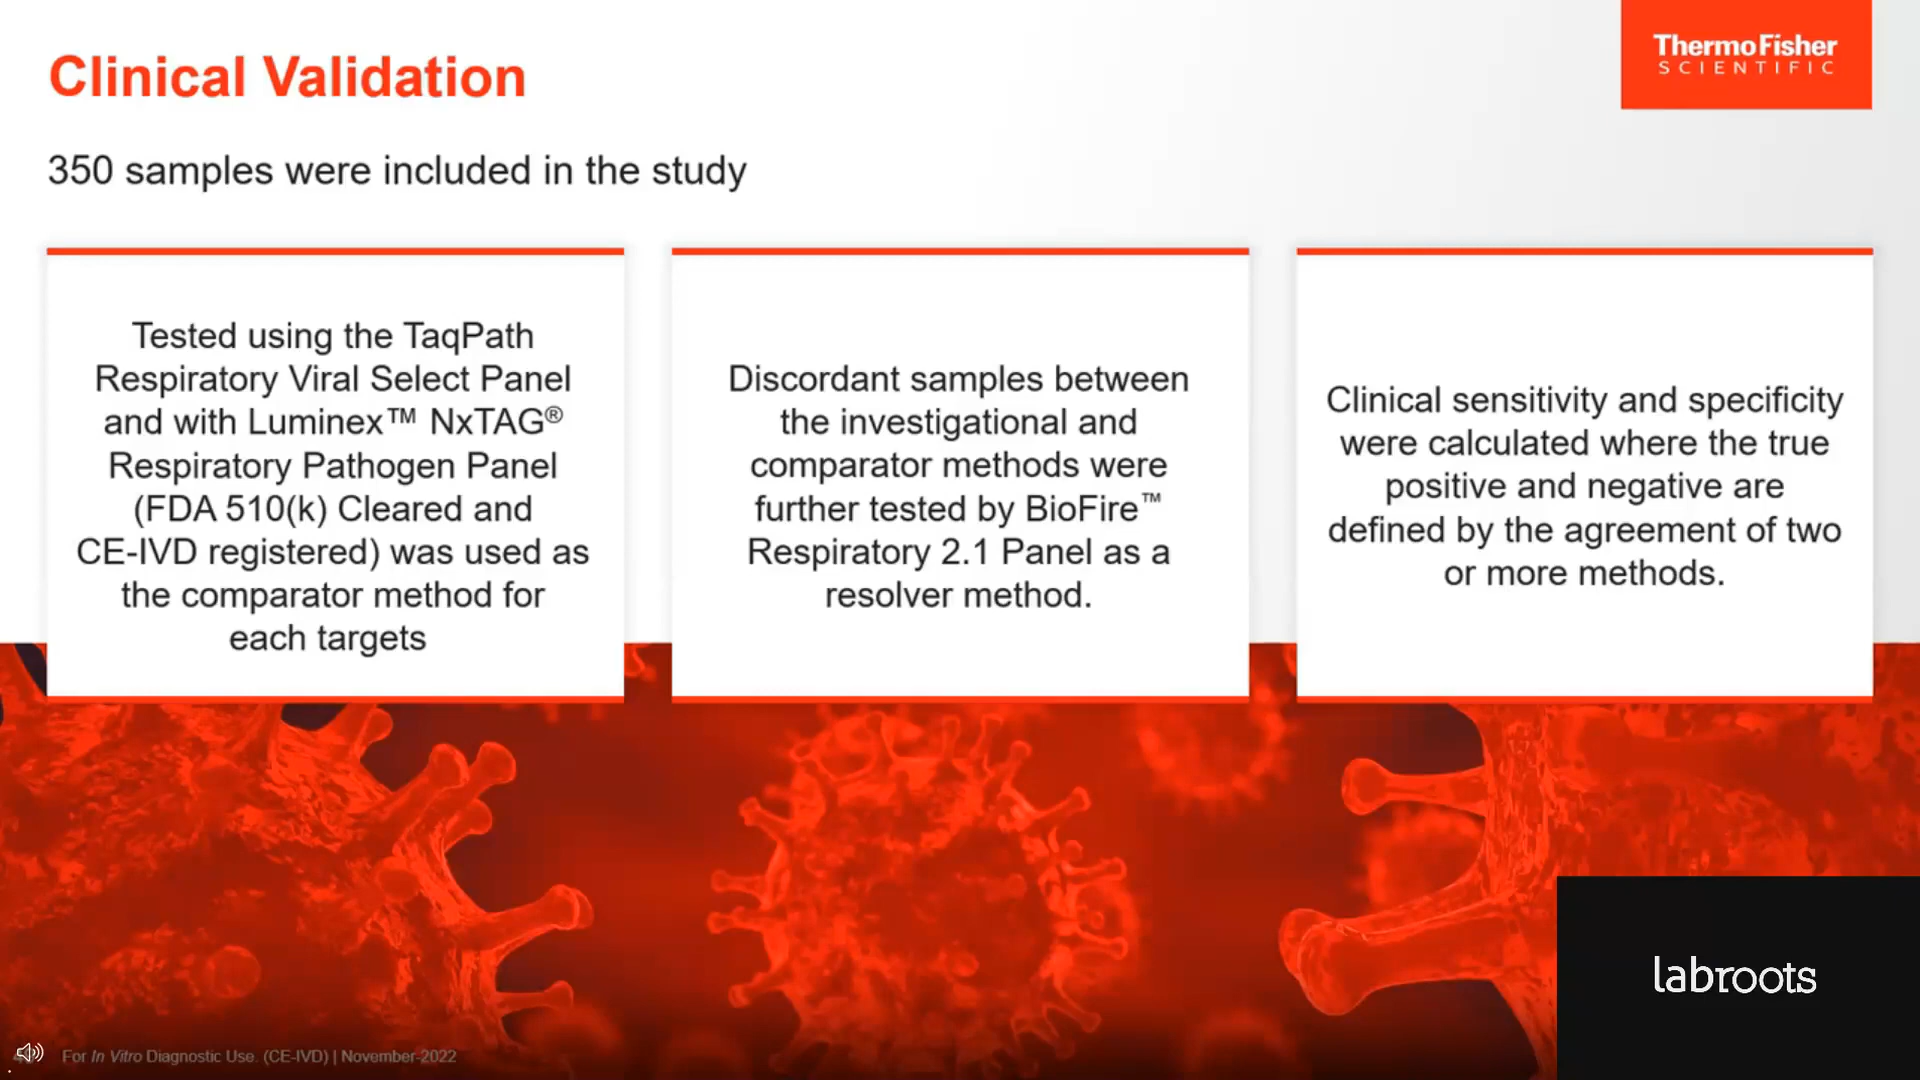 Clinical Validation
ThermoFisher
SCIENTIFIC
350 samples were included in the study
Tested using the TaqPath
Respiratory Viral Select Panel
and with Luminex™ NxTAG®
Respiratory Pathogen Panel
(FDA 510(k) Cleared and
CE-IVD registered) was used as
the comparator method for
each targets
Discordant samples between
the investigational and
comparator methods were
further tested by BioFire™
Respiratory 2.1 Panel as a
resolver method.
Clinical sensitivity and specificity
were calculated where the true
positive and negative are
defined by the agreement of two
or more methods.
labroots
For In Vitro Diagnostic Use. (CE-IVD) | November-2022